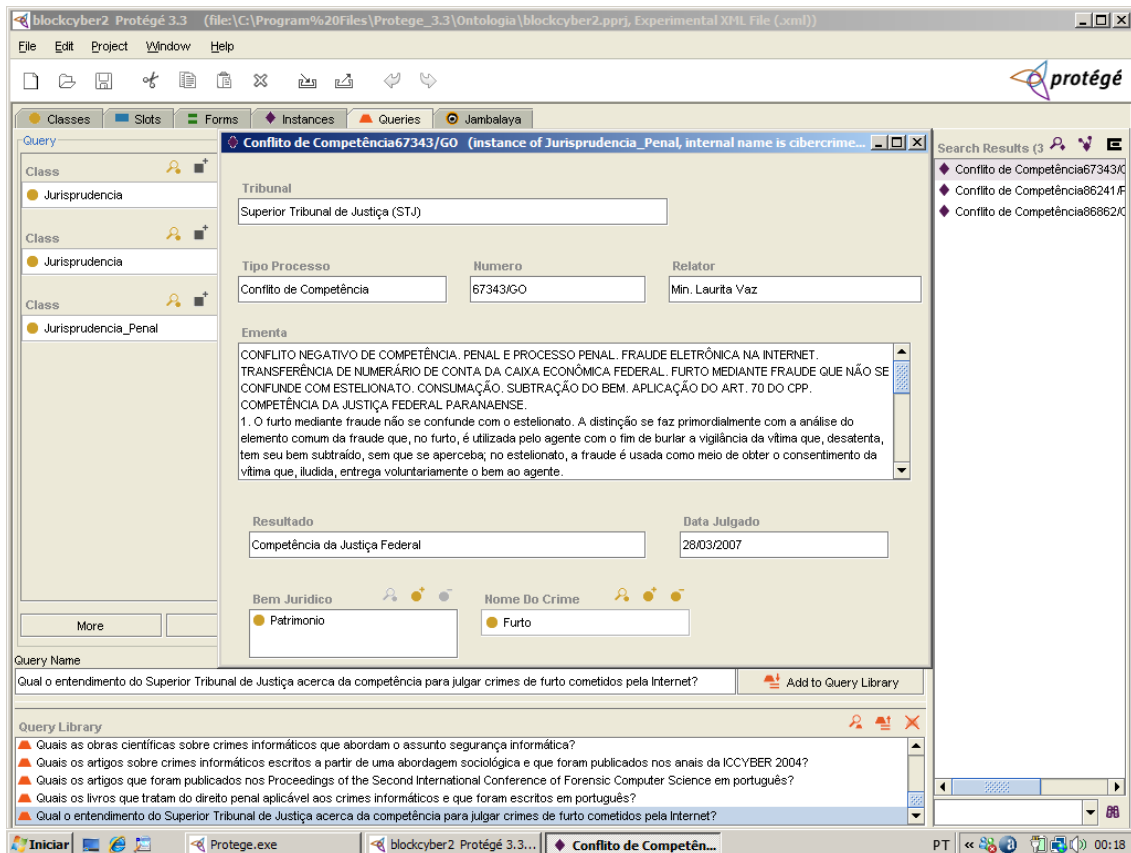 blockcyber2 Protégé 3.3 (file:\C:\Program%20Files\Protege_3.3\Ontologia\blockcyber2.pprj, Experimental XML File (.xml))
File Edit Project Window Help
protégé
Classes Slots Forms Instances Queries Jambalaya
Query
Class
Jurisprudencia
Class
Jurisprudencia
Class
Jurisprudencia_Penal
More
Conflito de Competência67343/GO (instance of Jurisprudencia_Penal, internal name is cibercrime...
Tribunal
Superior Tribunal de Justiça (STJ)
Tipo Processo Numero Relator
Conflito de Competência 67343/GO Min. Laurita Vaz
Ementa
CONFLITO NEGATIVO DE COMPETÊNCIA. PENAL E PROCESSO PENAL. FRAUDE ELETRÔNICA NA INTERNET.
TRANSFERÊNCIA DE NUMERÁRIO DE CONTA DA CAIXA ECONÔMICA FEDERAL. FURTO MEDIANTE FRAUDE QUE NÃO SE
CONFUNDE COM ESTELIONATO. CONSUMAÇÃO. SUBTRAÇÃO DO BEM. APLICAÇÃO DO ART. 70 DO CPP.
COMPETÊNCIA DA JUSTIÇA FEDERAL PARANAENSE.
1. O furto mediante fraude não se confunde com o estelionato. A distinção se faz primordialmente com a análise do
elemento comum da fraude que, no furto, é utilizada pelo agente com o fim de burlar a vigilância da vítima que, desatenta,
tem seu bem subtraído, sem que se aperceba; no estelionato, a fraude é usada como meio de obter o consentimento da
vítima que, iludida, entrega voluntariamente o bem ao agente.
Resultado Data Julgado
Competência da Justiça Federal 28/03/2007
Bem Juridico Nome Do Crime
Patrimonio Furto
Search Results (3
Conflito de Competência67343/G
Conflito de Competência86241/F
Conflito de Competência86862/G
Query Name
Qual o entendimento do Superior Tribunal de Justiça acerca da competência para julgar crimes de furto cometidos pela Internet?
Add to Query Library
Query Library
Quais as obras científicas sobre crimes informáticos que abordam o assunto segurança informática?
Quais os artigos sobre crimes informáticos escritos a partir de uma abordagem sociológica e que foram publicados nos anais da ICCYBER 2004?
Quais os artigos que foram publicados nos Proceedings of the Second International Conference of Forensic Computer Science em português?
Quais os livros que tratam do direito penal aplicável aos crimes informáticos e que foram escritos em português?
Qual o entendimento do Superior Tribunal de Justiça acerca da competência para julgar crimes de furto cometidos pela Internet?
Iniciar Protege.exe blockcyber2 Protégé 3.3... Conflito de Competên... PT 00:18